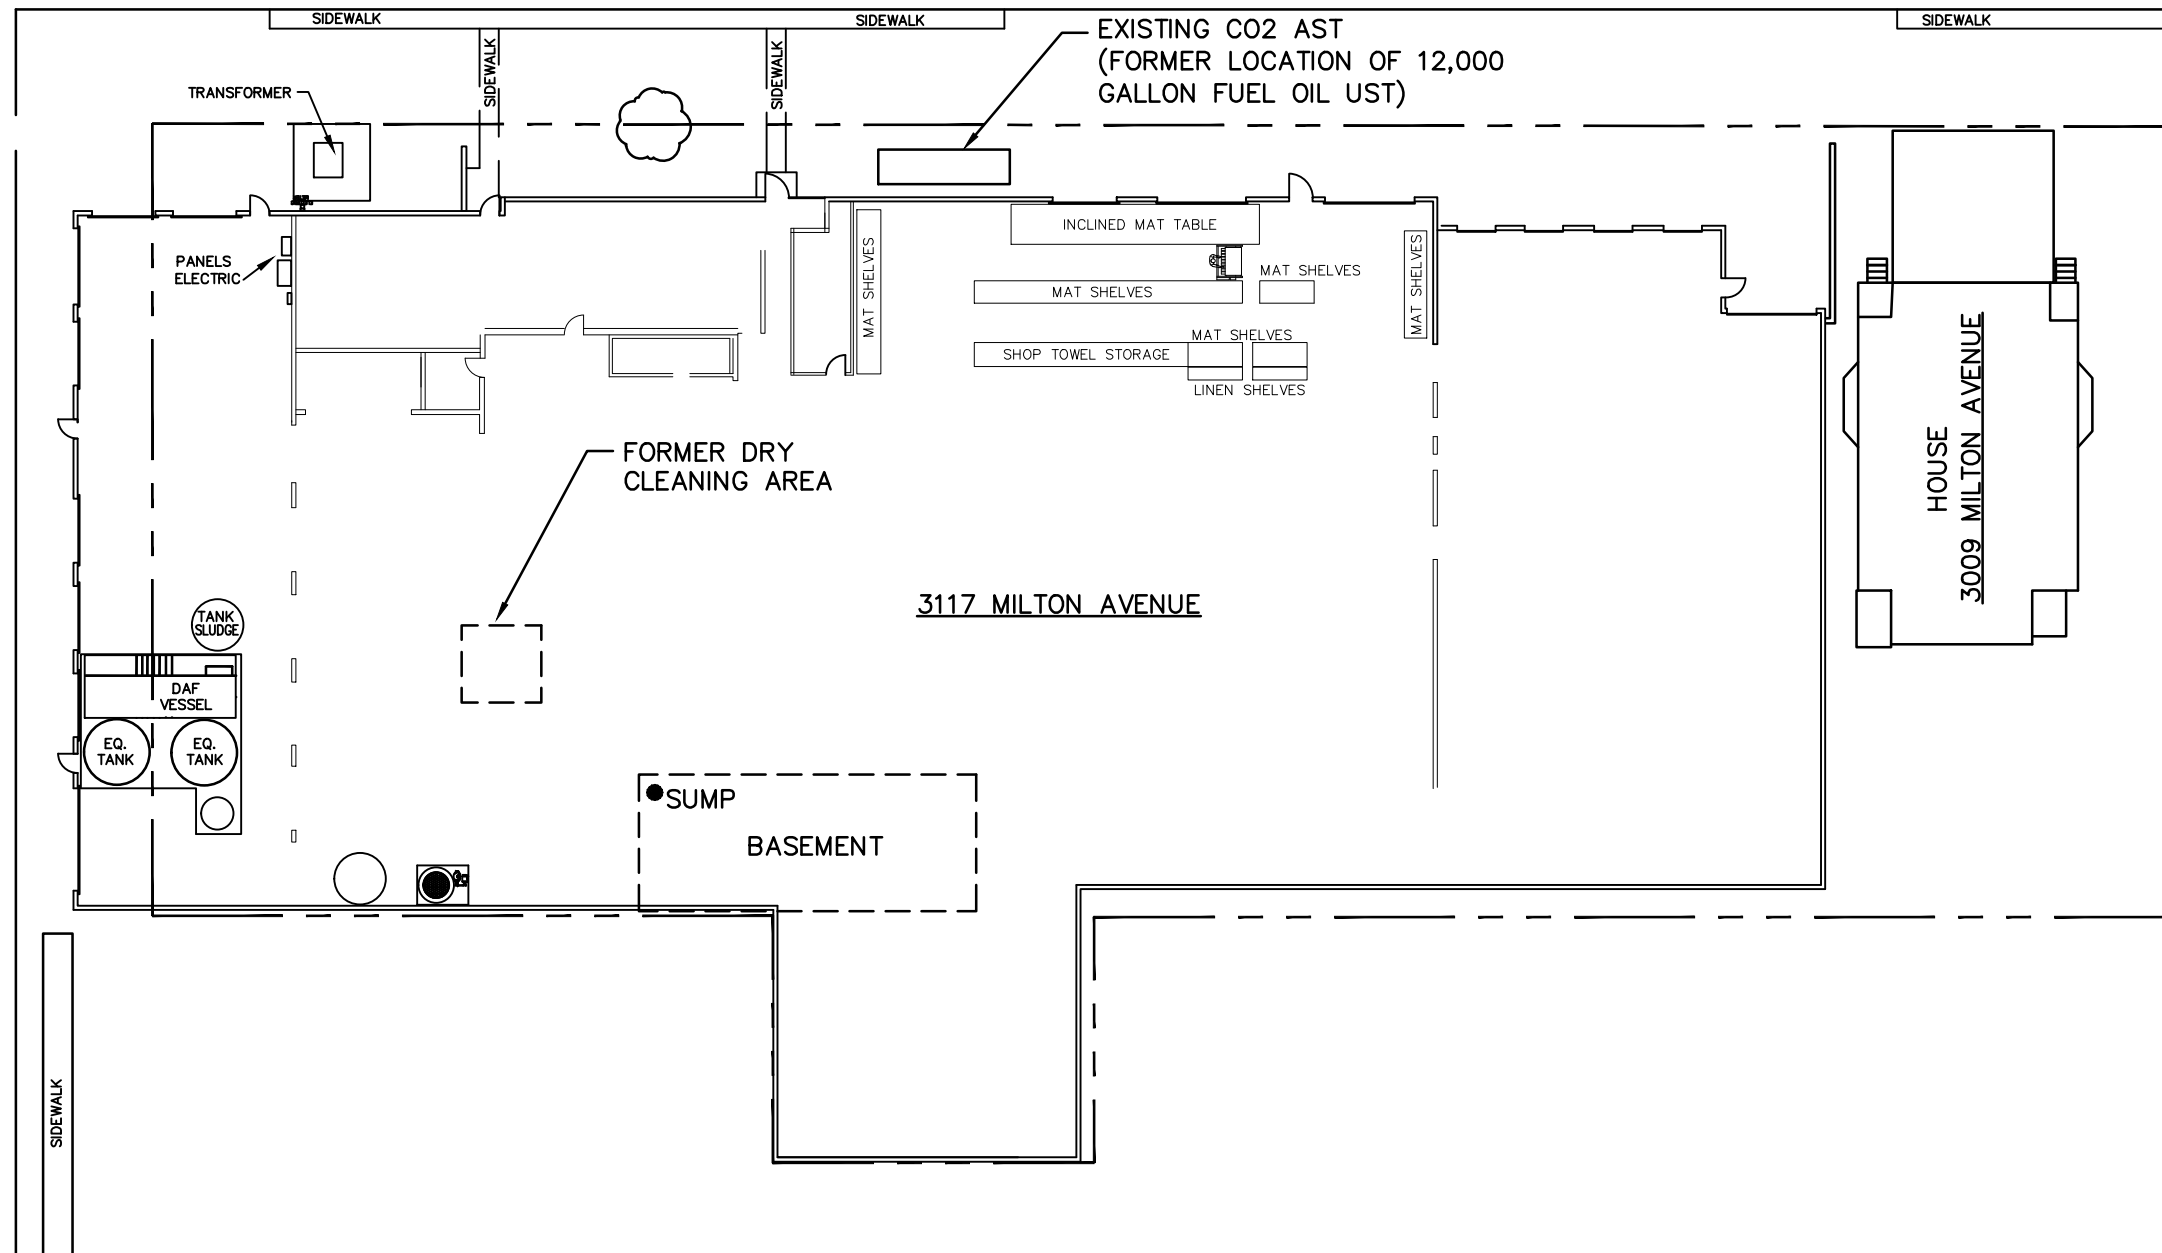 SIDEWALK
SIDEWALK
SIDEWALK
EXISTING CO2 AST
(FORMER LOCATION OF 12,000
GALLON FUEL OIL UST)
SIDEWALK
SIDEWALK
TRANSFORMER
PANELS
ELECTRIC
MAT SHELVES
INCLINED MAT TABLE
MAT SHELVES
MAT SHELVES
MAT SHELVES
MAT SHELVES
SHOP TOWEL STORAGE
LINEN SHELVES
HOUSE
3009 MILTON AVENUE
FORMER DRY
CLEANING AREA
3117 MILTON AVENUE
TANK
SLUDGE
DAF
VESSEL
EQ.
TANK
EQ.
TANK
SUMP
BASEMENT
SIDEWALK